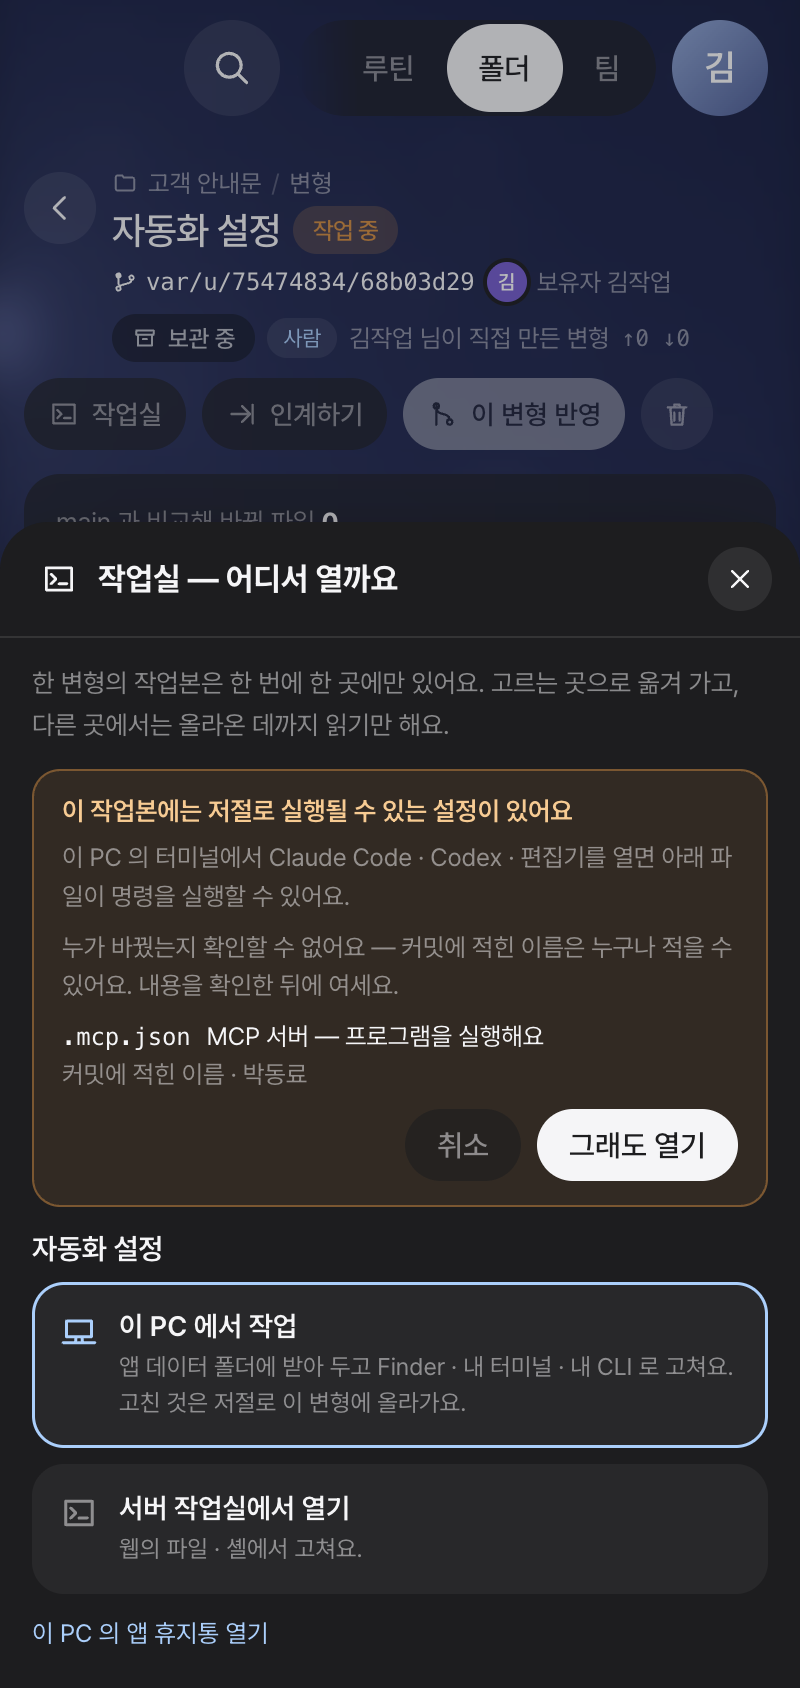 루틴
폴더
팀
김
고객 안내문 / 변형
자동화 설정
작업 중
var/u/75474834/68b03d29
김
보유자 김작업
보관 중
사람
김작업 님이 직접 만든 변형 ↑0 ↓0
작업실
인계하기
이 변형 반영
main 과 비교해 바뀐 파일 0
작업실 — 어디서 열까요
한 변형의 작업본은 한 번에 한 곳에만 있어요. 고르는 곳으로 옮겨 가고,
다른 곳에서는 올라온 데까지 읽기만 해요.
이 작업본에는 저절로 실행될 수 있는 설정이 있어요
이 PC 의 터미널에서 Claude Code · Codex · 편집기를 열면 아래 파
일이 명령을 실행할 수 있어요.
누가 바꿨는지 확인할 수 없어요 — 커밋에 적힌 이름은 누구나 적을 수
있어요. 내용을 확인한 뒤에 여세요.
.mcp.json MCP 서버 — 프로그램을 실행해요
커밋에 적힌 이름 · 박동료
취소
그래도 열기
자동화 설정
이 PC 에서 작업
앱 데이터 폴더에 받아 두고 Finder · 내 터미널 · 내 CLI 로 고쳐요.
고친 것은 저절로 이 변형에 올라가요.
서버 작업실에서 열기
웹의 파일 · 셸에서 고쳐요.
이 PC 의 앱 휴지통 열기